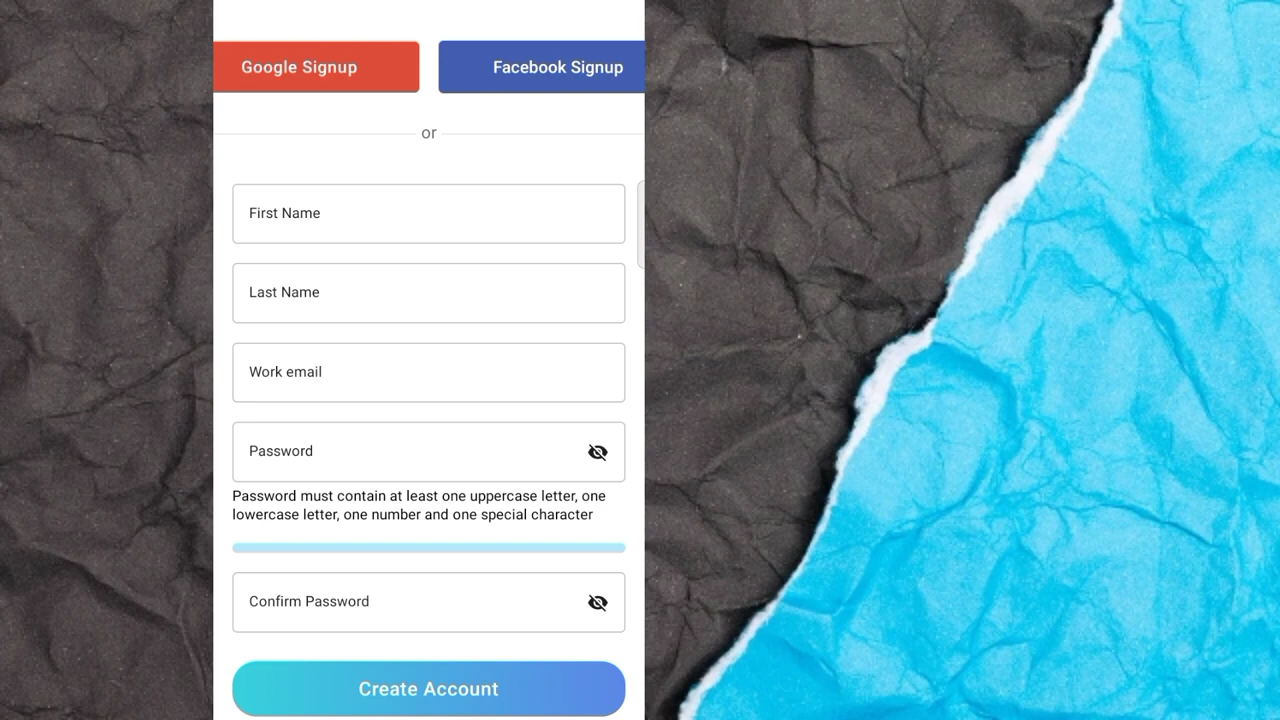 Google Signup
Facebook Signup
or
First Name
Last Name
Work email
Password
Password must contain at least one uppercase letter, one
lowercase letter, one number and one special character
Confirm Password
Create Account